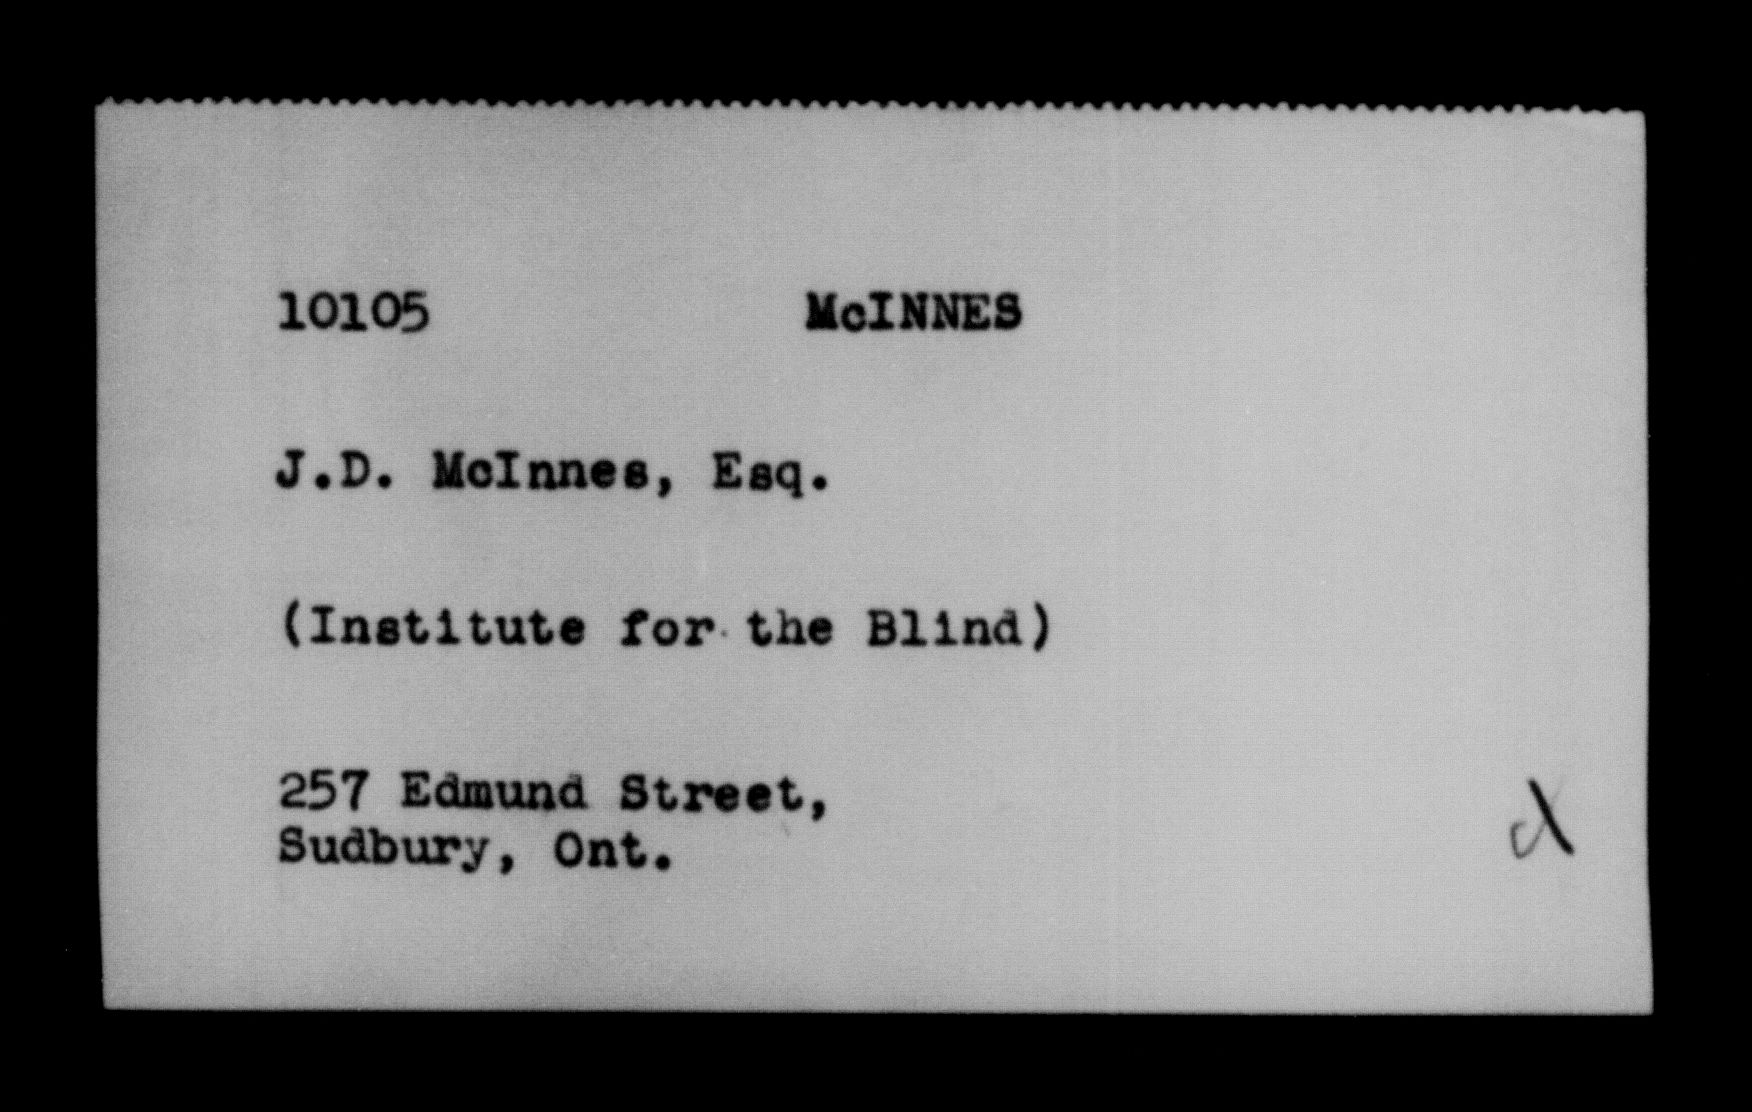 10105 McINNES
J.D. McInnes, Esq.
(Institute for the Blind)
257 Edmund Street,
Sudbury, Ont.